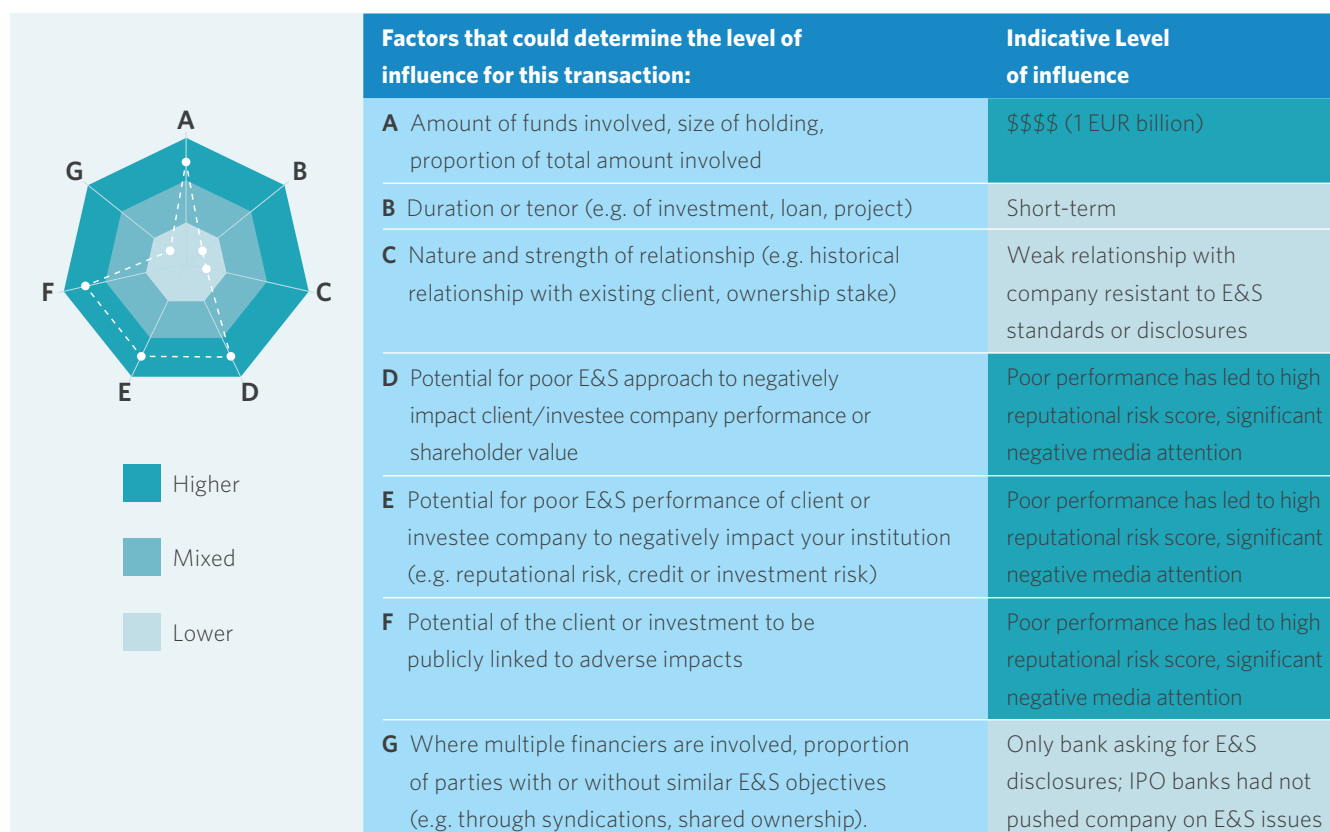 A
B
C
D
E
F
G
Higher
Mixed
Lower
Factors that could determine the level of
influence for this transaction:
Indicative Level
of influence
A Amount of funds involved, size of holding,
proportion of total amount involved
$$$$ (1 EUR billion)
B Duration or tenor (e.g. of investment, loan, project)
Short-term
C Nature and strength of relationship (e.g. historical
relationship with existing client, ownership stake)
Weak relationship with
company resistant to E&S
standards or disclosures
D Potential for poor E&S approach to negatively
impact client/investee company performance or
shareholder value
Poor performance has led to high
reputational risk score, significant
negative media attention
E Potential for poor E&S performance of client or
investee company to negatively impact your institution
(e.g. reputational risk, credit or investment risk)
Poor performance has led to high
reputational risk score, significant
negative media attention
F Potential of the client or investment to be
publicly linked to adverse impacts
Poor performance has led to high
reputational risk score, significant
negative media attention
G Where multiple financiers are involved, proportion
of parties with or without similar E&S objectives
(e.g. through syndications, shared ownership).
Only bank asking for E&S
disclosures; IPO banks had not
pushed company on E&S issues